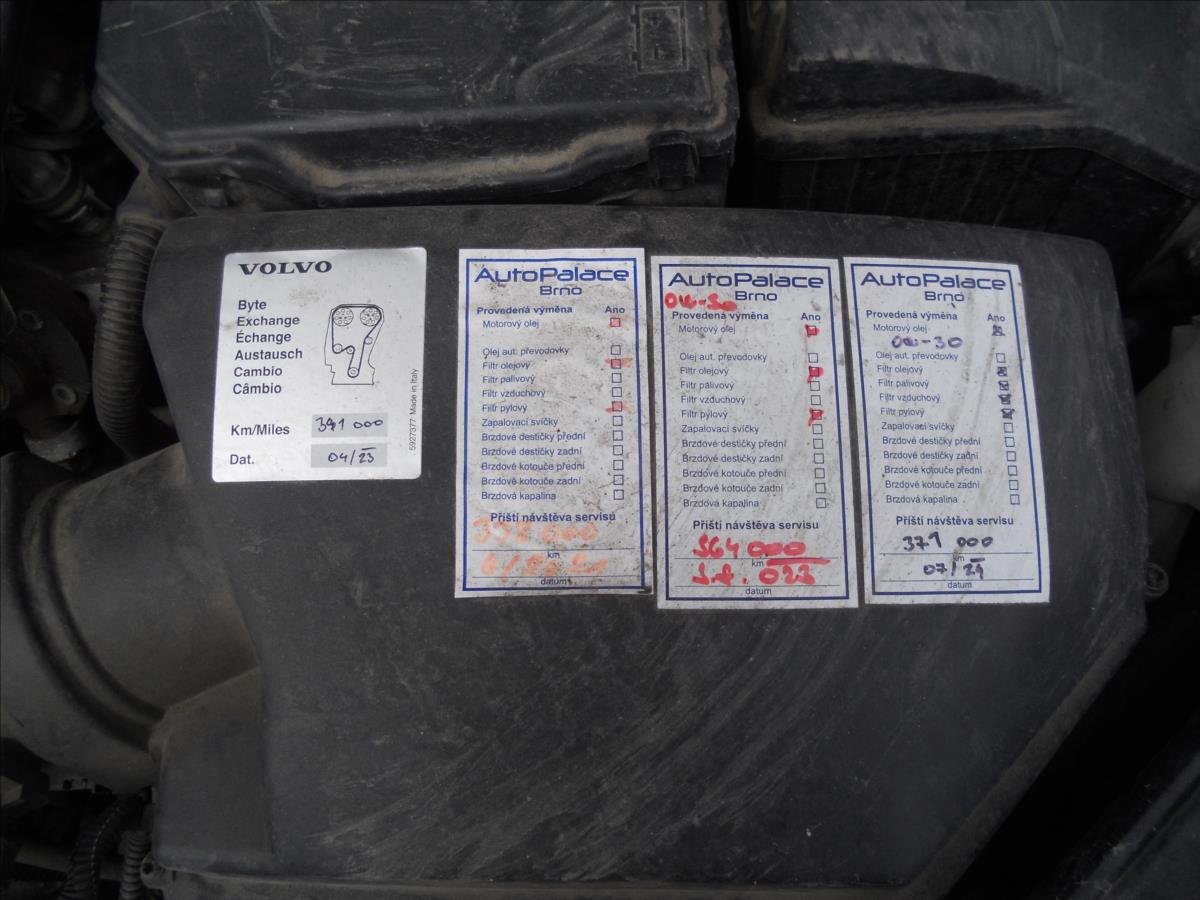 VOLVO
Byte
Exchange
Échange
Austausch
Cambio
Câmbio
Km/Miles 391 000
Dat. 04/23
5927377 Made in Italy
AutoPalace
Brno
Provedená výměna Ano
Motorový olej
Olej aut. převodovky
Filtr olejový
Filtr palivový
Filtr vzduchový
Filtr pylový
Zapalovací svíčky
Brzdové destičky přední
Brzdové destičky zadní
Brzdové kotouče přední
Brzdové kotouče zadní
Brzdová kapalina
Příští návštěva servisu
338 000
km
datum
AutoPalace
Brno
0W-30
Provedená výměna Ano
Motorový olej
Olej aut. převodovky
Filtr olejový
Filtr palivový
Filtr vzduchový
Filtr pylový
Zapalovací svíčky
Brzdové destičky přední
Brzdové destičky zadní
Brzdové kotouče přední
Brzdové kotouče zadní
Brzdová kapalina
Příští návštěva servisu
364 000
km
datum
AutoPalace
Brno
Provedená výměna Ano
Motorový olej
0W-30
Olej aut. převodovky
Filtr olejový
Filtr palivový
Filtr vzduchový
Filtr pylový
Zapalovací svíčky
Brzdové destičky přední
Brzdové destičky zadní
Brzdové kotouče přední
Brzdové kotouče zadní
Brzdová kapalina
Příští návštěva servisu
371 000
km
07/24
datum